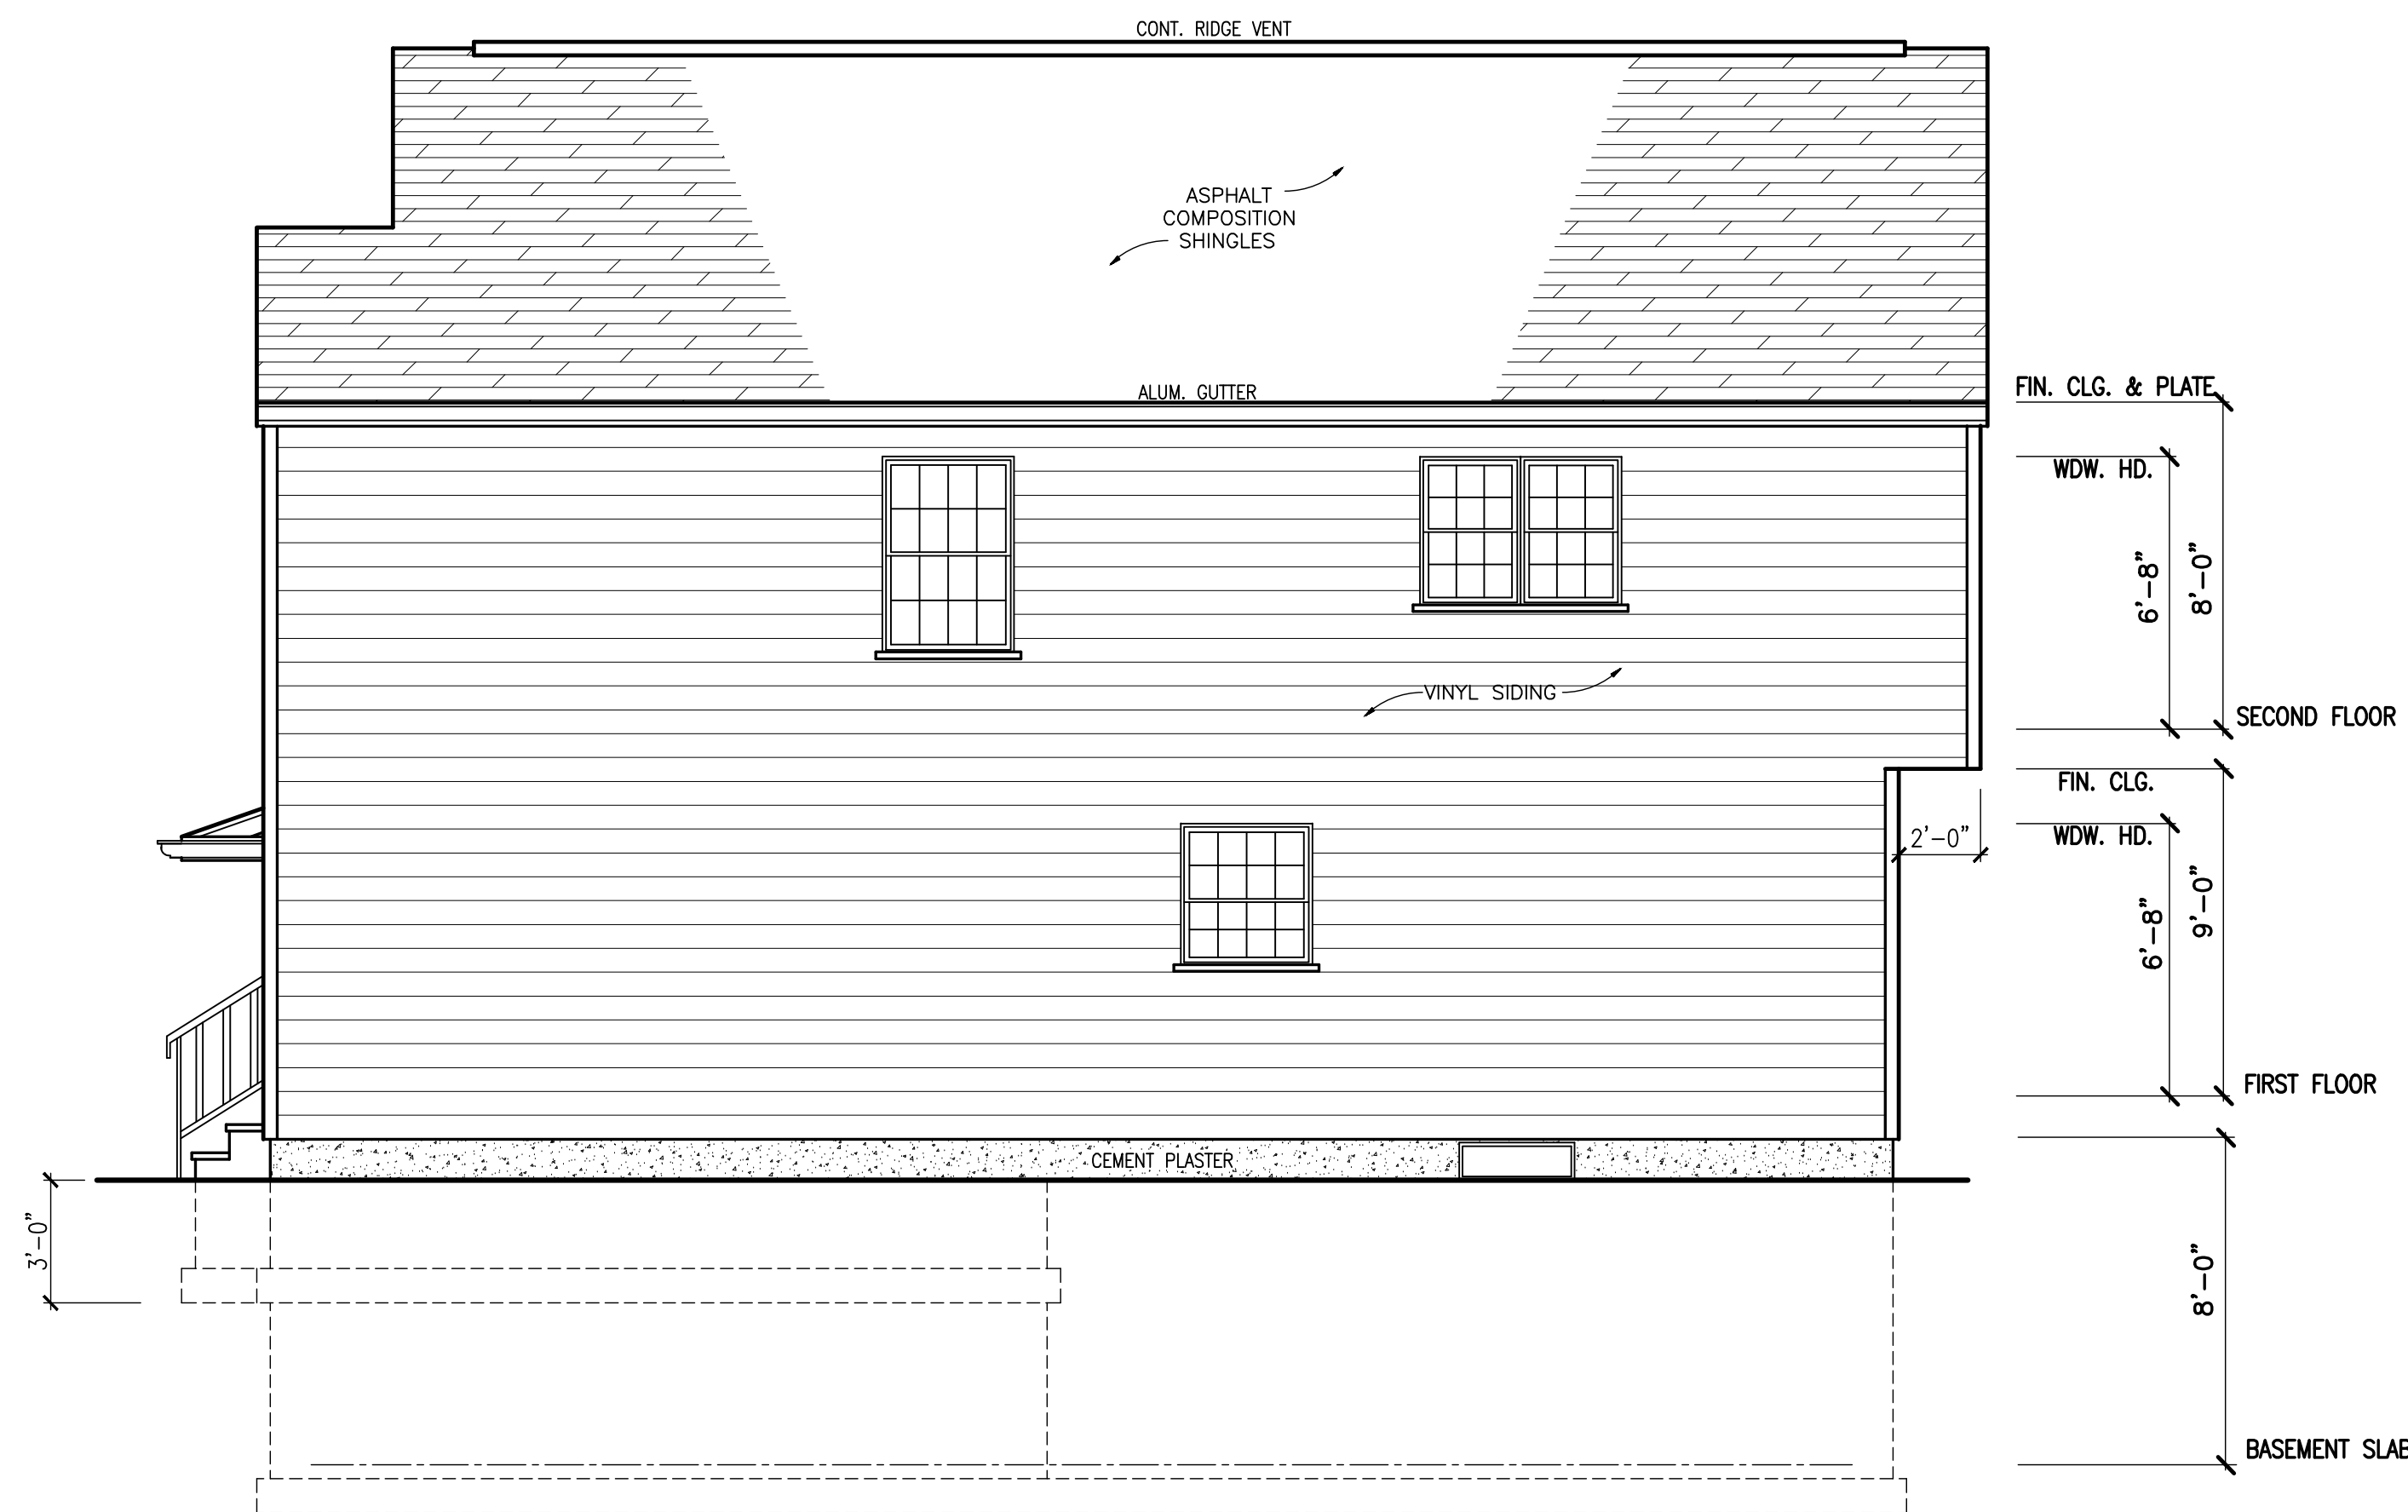 CONT. RIDGE VENT
ASPHALT
COMPOSITION
SHINGLES
ALUM. GUTTER
FIN. CLG. & PLATE
WDW. HD.
6'-8"
8'-0"
VINYL SIDING
SECOND FLOOR
FIN. CLG.
WDW. HD.
2'-0"
6'-8"
9'-0"
FIRST FLOOR
CEMENT PLASTER
3'-0"
8'-0"
BASEMENT SLAB